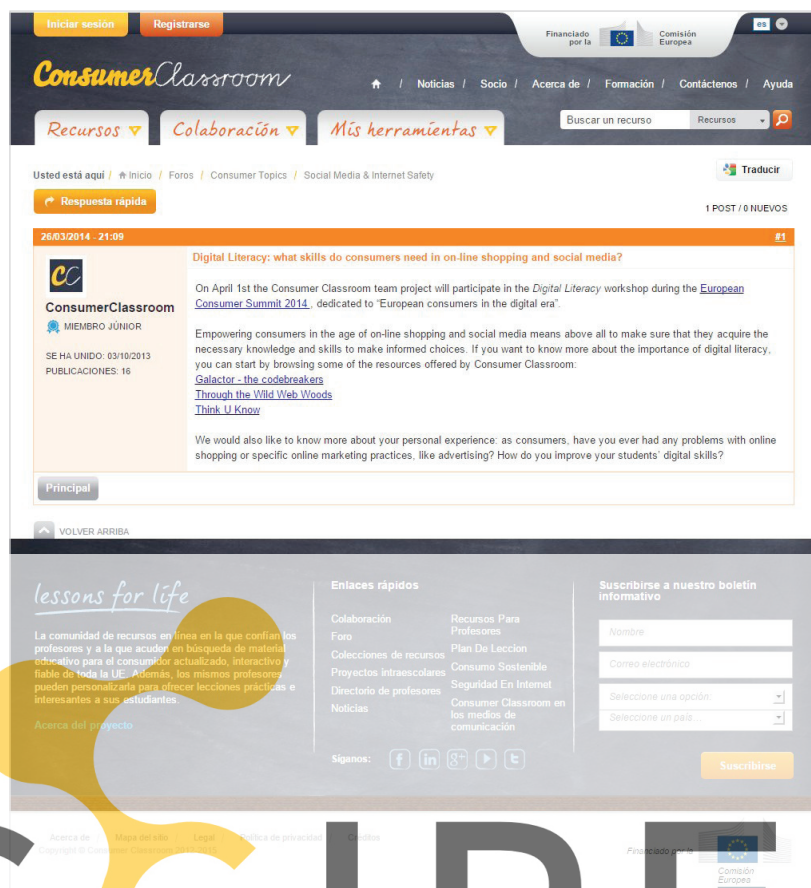 Iniciar sesión Registrarse
Financiado por la Comisión Europea
es
ConsumerClassroom
/ Noticias / Socio / Acerca de / Formación / Contáctenos / Ayuda
Recursos Colaboración Mis herramientas
Buscar un recurso Recursos
Usted está aquí / Inicio / Foros / Consumer Topics / Social Media & Internet Safety
Traducir
Respuesta rápida
1 POST / 0 NUEVOS
26/03/2014 - 21:09 #1
CC
ConsumerClassroom
MIEMBRO JÚNIOR
SE HA UNIDO: 03/10/2013
PUBLICACIONES: 16
Digital Literacy: what skills do consumers need in on-line shopping and social media?
On April 1st the Consumer Classroom team project will participate in the Digital Literacy workshop during the European
Consumer Summit 2014 , dedicated to “European consumers in the digital era”.
Empowering consumers in the age of on-line shopping and social media means above all to make sure that they acquire the
necessary knowledge and skills to make informed choices. If you want to know more about the importance of digital literacy,
you can start by browsing some of the resources offered by Consumer Classroom:
Galactor - the codebreakers
Through the Wild Web Woods
Think U Know
We would also like to know more about your personal experience: as consumers, have you ever had any problems with online
shopping or specific online marketing practices, like advertising? How do you improve your students’ digital skills?
Principal
VOLVER ARRIBA
lessons for life
La comunidad de recursos en línea en la que confían los
profesores y a la que acuden en búsqueda de material
educativo para el consumidor actualizado, interactivo y
fiable de toda la UE. Además, los mismos profesores
pueden personalizarla para ofrecer lecciones prácticas e
interesantes a sus estudiantes.
Acerca del proyecto
Enlaces rápidos
Colaboración
Foro
Colecciones de recursos
Proyectos intraescolares
Directorio de profesores
Noticias
Recursos Para
Profesores
Plan De Leccion
Consumo Sostenible
Seguridad En Internet
Consumer Classroom en
los medios de
comunicación
Síganos: f in g+ t
Suscribirse a nuestro boletín
informativo
Nombre
Correo electrónico
Seleccione una opción.
Seleccione un país...
Suscribirse
Acerca de Mapa del sitio Legal Política de privacidad Créditos
Copyright © Consumer Classroom
Financiado por la
Comisión
Europea